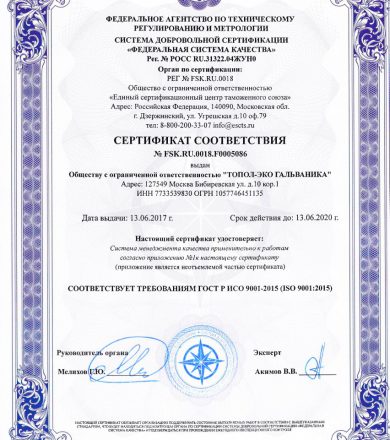 ФЕДЕРАЛЬНОЕ АГЕНТСТВО ПО ТЕХНИЧЕСКОМУ
РЕГУЛИРОВАНИЮ И МЕТРОЛОГИИ
СИСТЕМА ДОБРОВОЛЬНОЙ СЕРТИФИКАЦИИ
«ФЕДЕРАЛЬНАЯ СИСТЕМА КАЧЕСТВА»
Рег. № РОСС RU.31322.04ЖУН0
Орган по сертификации:
РЕГ № FSK.RU.0018
Общество с ограниченной ответственностью
«Единый сертификационный центр таможенного союза»
Адрес: Российская Федерация, 140090, Московская обл.
г. Дзержинский, ул. Угрешская д.10 оф.79
тел: 8-800-200-33-07 info@escts.ru
СЕРТИФИКАТ СООТВЕТСТВИЯ
№ FSK.RU.0018.F0005086
выдан
Обществу с ограниченной ответственностью "ТОПОЛ-ЭКО ГАЛЬВАНИКА"
Адрес: 127549 Москва Бибиревская ул. д.10 кор.1
ИНН 7733539830 ОГРН 1057746451135
Дата выдачи: 13.06.2017 г. Срок действия до: 13.06.2020 г.
Настоящий сертификат удостоверяет:
Система менеджмента качества применительно к работам
согласно приложению №1к настоящему сертификату
(приложение является неотъемлемой частью сертификата)
СООТВЕТСТВУЕТ ТРЕБОВАНИЯМ ГОСТ Р ИСО 9001-2015 (ISO 9001:2015)
Руководитель органа Эксперт
Мелихов Г.Ю. Акимов В.В.